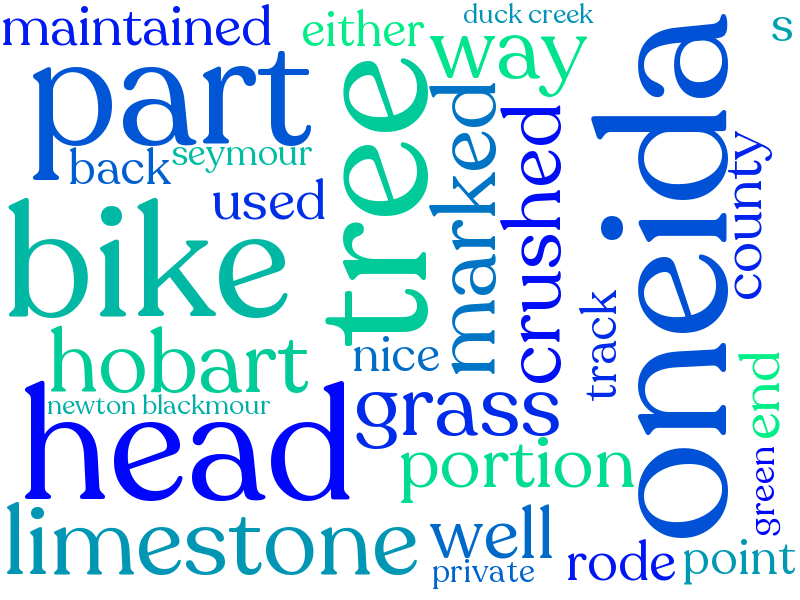 maintained
either
duck creek
s
way
part
tree
oneida
marked
crushed
county
seymour
back
used
bike
track
hobart
nice
end
newton blackmour
head
grass
portion
green
limestone
well
private
rode
point